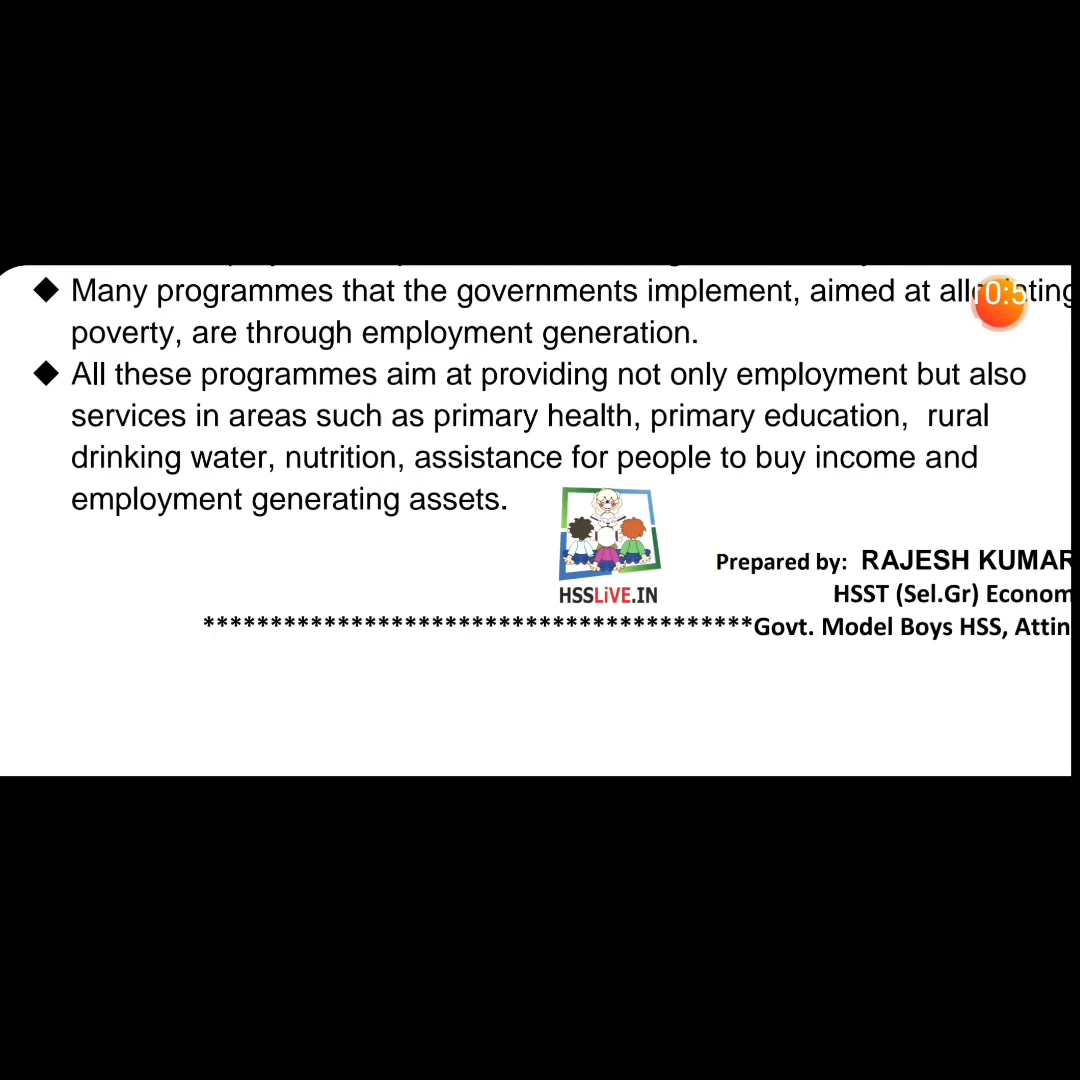 ◆ Many programmes that the governments implement, aimed at
poverty, are through employment generation.
◆ All these programmes aim at providing not only employment but also
services in areas such as primary health, primary education, rural
drinking water, nutrition, assistance for people to buy income and
employment generating assets.
HSSLiVE.IN
Prepared by: RAJESH KUMAR
HSST (Sel.Gr) Econom
*****************************************Govt. Model Boys HSS, Attin
0:5